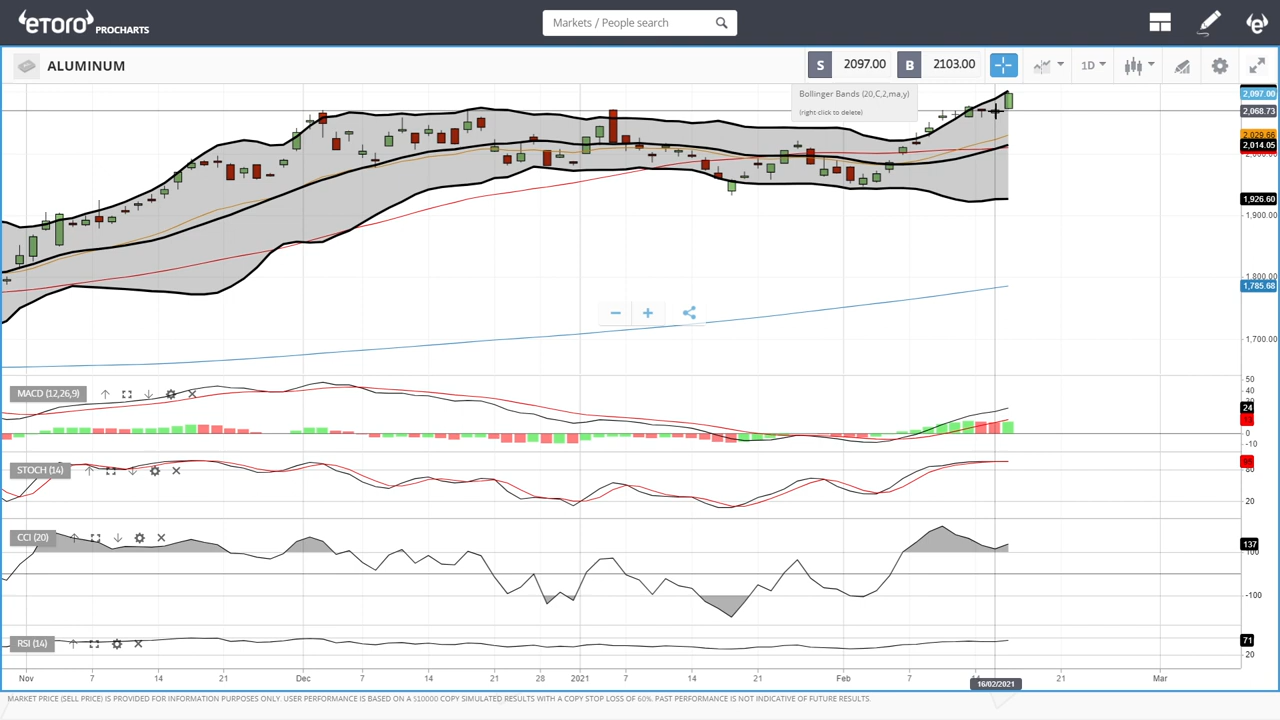 eToro PROCHARTS
Markets / People search
ALUMINUM
S 2097.00 B 2103.00
1D
Bollinger Bands (20,C,2,ma,y)
(right click to delete)
2,097.00
2,068.73
2,029.66
2,014.05
1,926.60
1,900.00
1,800.00
1,785.68
1,700.00
MACD (12,26,9)
50
40
24
0
-10
STOCH (14)
80
20
CCI (20)
137
100
-100
RSI (14)
71
20
Nov 7 14 21 Dec 7 14 21 28 2021 7 14 21 Feb 7 14 21 Mar
16/02/2021
MARKET PRICE (SELL PRICE) IS PROVIDED FOR INFORMATION PURPOSES ONLY. USER PERFORMANCE IS BASED ON A $10000 COPY SIMULATED RESULTS WITH A COPY STOP LOSS OF 60%. PAST PERFORMANCE IS NOT INDICATIVE OF FUTURE RESULTS.